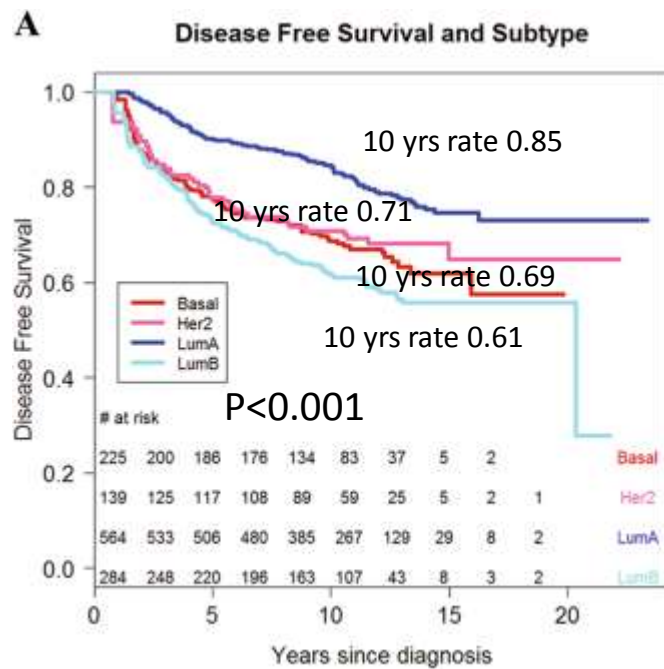 A
Disease Free Survival and Subtype
Disease Free Survival
1.0
0.8
0.6
0.4
0.2
0.0
10 yrs rate 0.85
10 yrs rate 0.71
10 yrs rate 0.69
10 yrs rate 0.61
Basal
Her2
LumA
LumB
P<0.001
# at risk
225 200 186 176 134 83 37 5 2 Basal
139 125 117 108 89 59 25 5 2 1 Her2
564 533 506 480 385 267 129 29 8 2 LumA
284 248 220 196 163 107 43 8 3 2 LumB
0 5 10 15 20
Years since diagnosis